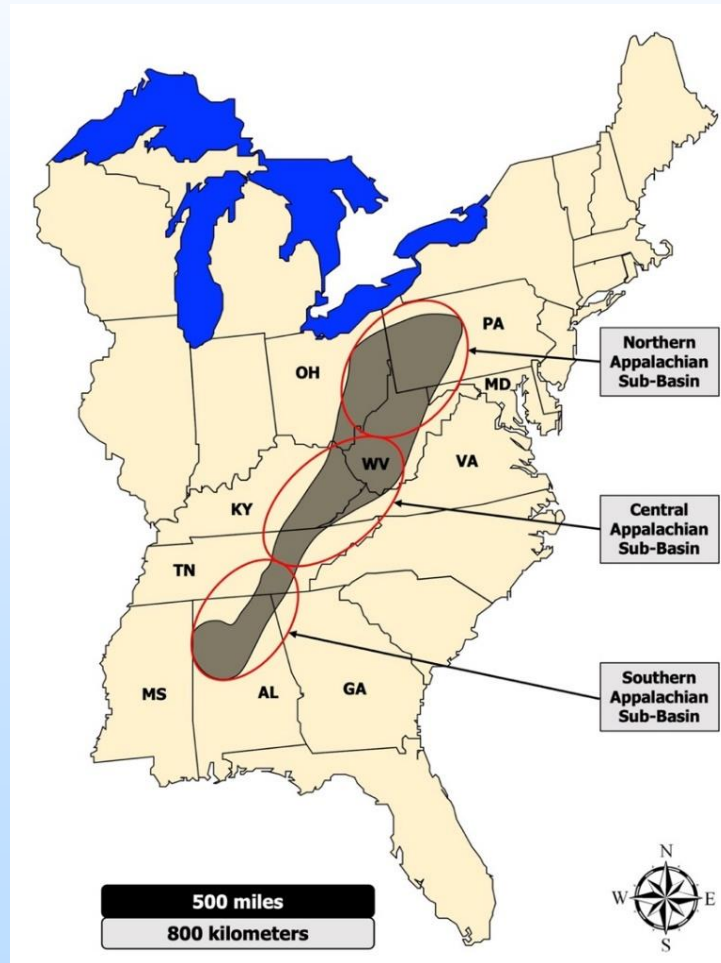 PA
Northern
Appalachian
Sub-Basin
OH
MD
WV
VA
KY
Central
Appalachian
Sub-Basin
TN
Southern
Appalachian
Sub-Basin
MS
AL
GA
N
W
E
S
500 miles
800 kilometers